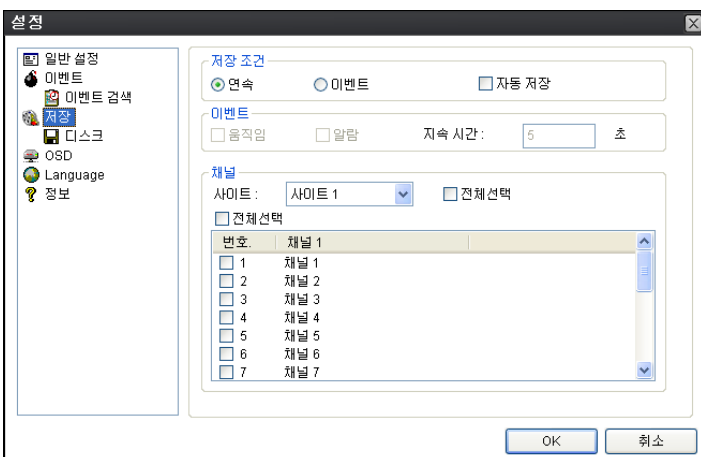 설정
일반 설정
이벤트
이벤트 검색
저장
디스크
OSD
Language
정보
저장 조건
연속 이벤트 자동 저장
이벤트
움직임 알람 지속 시간 : 5 초
채널
사이트 : 사이트 1 전체선택
전체선택
번호. 채널 1
1 채널 1
2 채널 2
3 채널 3
4 채널 4
5 채널 5
6 채널 6
7 채널 7
OK 취소